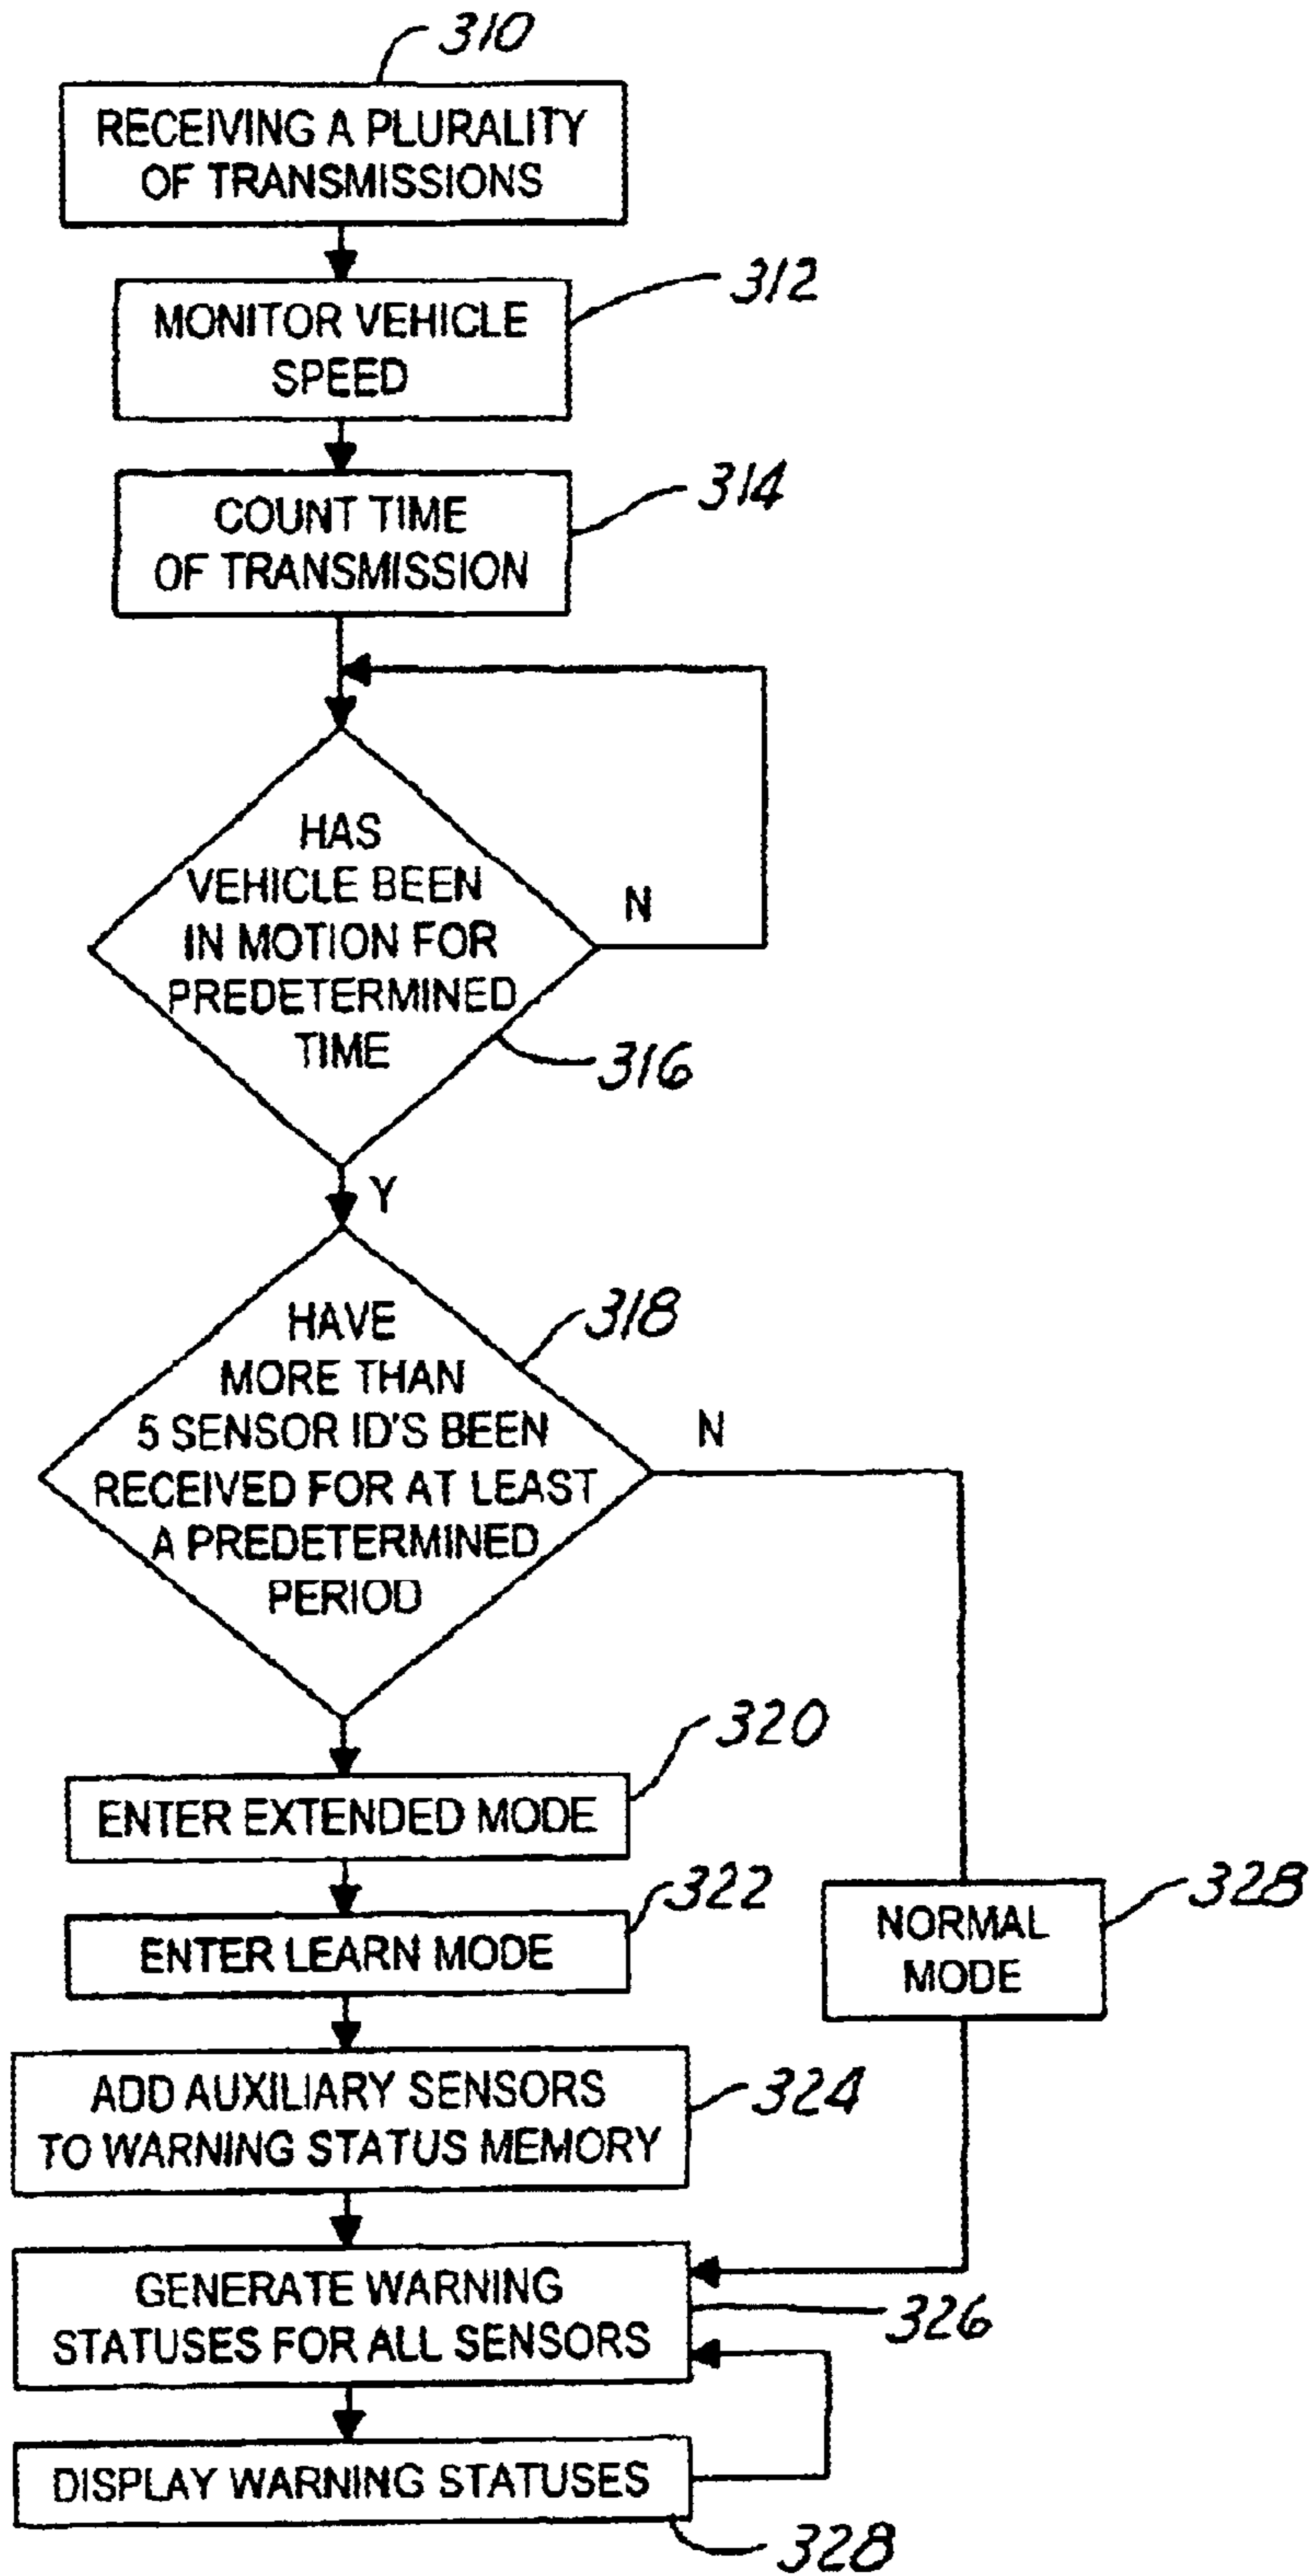 310
RECEIVING A PLURALITY
OF TRANSMISSIONS
312
MONITOR VEHICLE
SPEED
314
COUNT TIME
OF TRANSMISSION
HAS
VEHICLE BEEN
IN MOTION FOR
PREDETERMINED
TIME
N
316
Y
318
HAVE
MORE THAN
5 SENSOR ID'S BEEN
RECEIVED FOR AT LEAST
A PREDETERMINED
PERIOD
N
320
ENTER EXTENDED MODE
322
ENTER LEARN MODE
328
NORMAL
MODE
324
ADD AUXILIARY SENSORS
TO WARNING STATUS MEMORY
GENERATE WARNING
STATUSES FOR ALL SENSORS
326
DISPLAY WARNING STATUSES
328